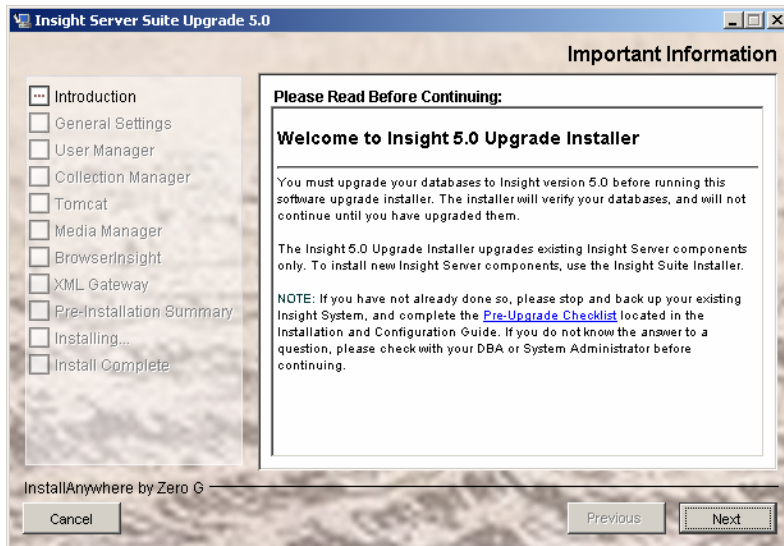 Insight Server Suite Upgrade 5.0
Important Information
Introduction
General Settings
User Manager
Collection Manager
Tomcat
Media Manager
BrowserInsight
XML Gateway
Pre-Installation Summary
Installing...
Install Complete
Please Read Before Continuing:
Welcome to Insight 5.0 Upgrade Installer
You must upgrade your databases to Insight version 5.0 before running this
software upgrade installer. The installer will verify your databases, and will not
continue until you have upgraded them.
The Insight 5.0 Upgrade Installer upgrades existing Insight Server components
only. To install new Insight Server components, use the Insight Suite Installer.
NOTE: If you have not already done so, please stop and back up your existing
Insight System, and complete the Pre-Upgrade Checklist located in the
Installation and Configuration Guide. If you do not know the answer to a
question, please check with your DBA or System Administrator before
continuing.
InstallAnywhere by Zero G
Cancel
Previous
Next